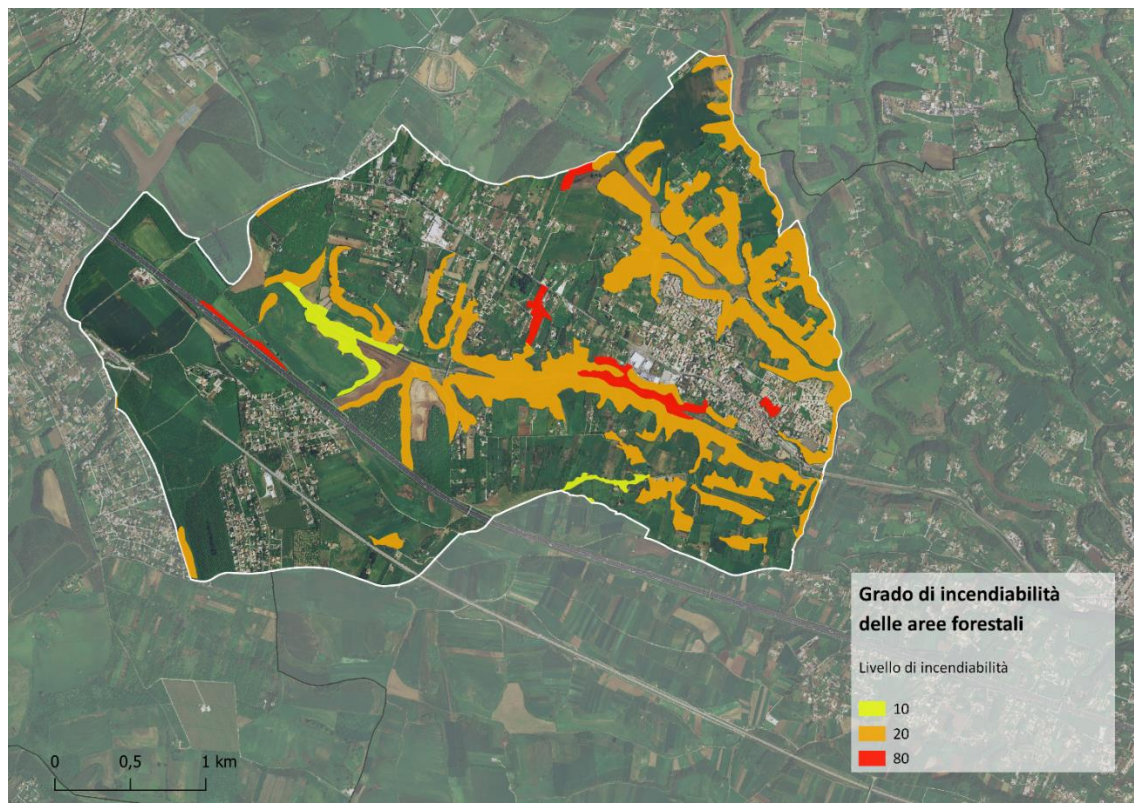 Grado di incendiabilità
delle aree forestali
Livello di incendiabilità
10
20
80
0 0,5 1 km